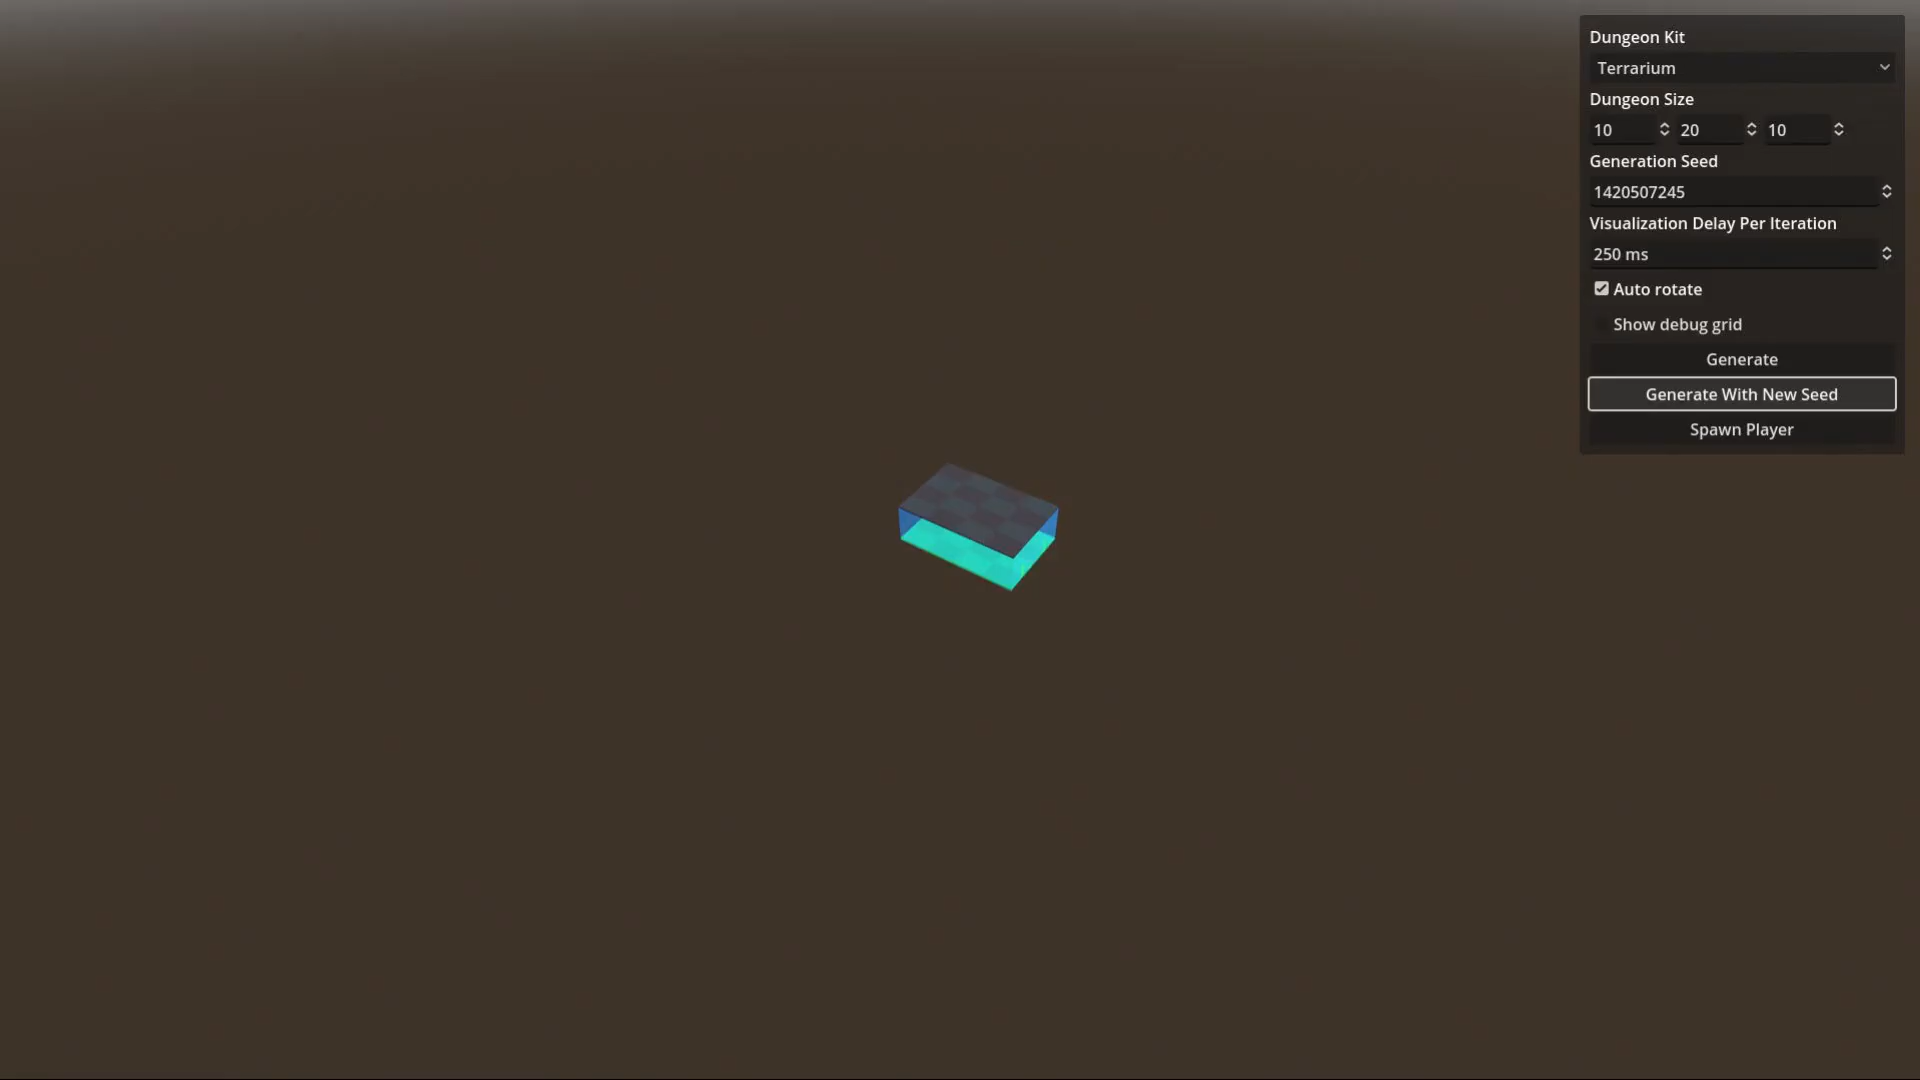 Dungeon Kit
Terrarium
Dungeon Size
10 20 10
Generation Seed
1420507245
Visualization Delay Per Iteration
250 ms
Auto rotate
Show debug grid
Generate
Generate With New Seed
Spawn Player